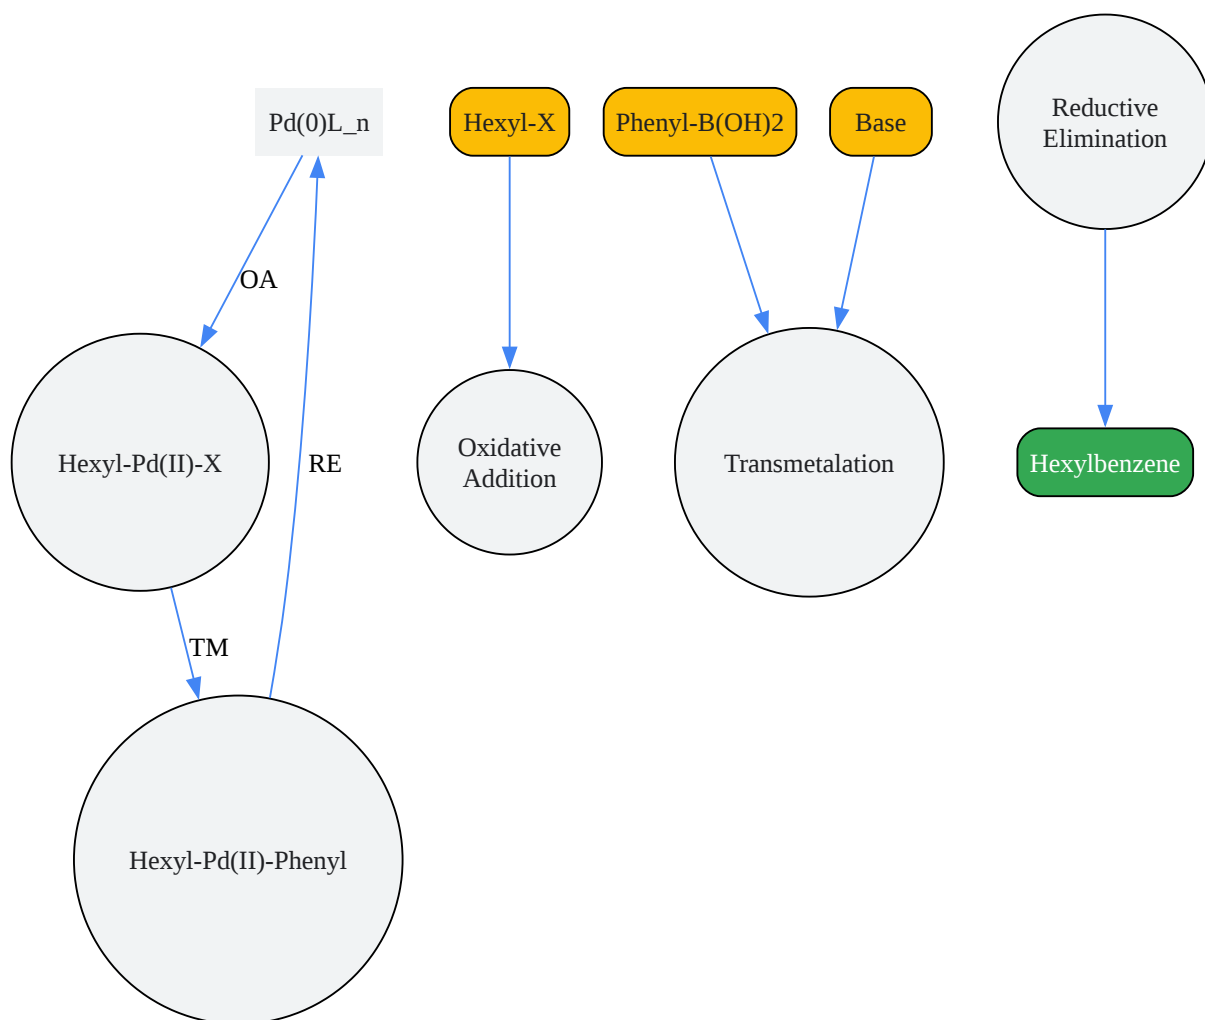 Pd(0)L_n
Hexyl-X
Phenyl-B(OH)2
Base
Reductive
Elimination
OA
Hexyl-Pd(II)-X
RE
Oxidative
Addition
Transmetalation
Hexylbenzene
TM
Hexyl-Pd(II)-Phenyl